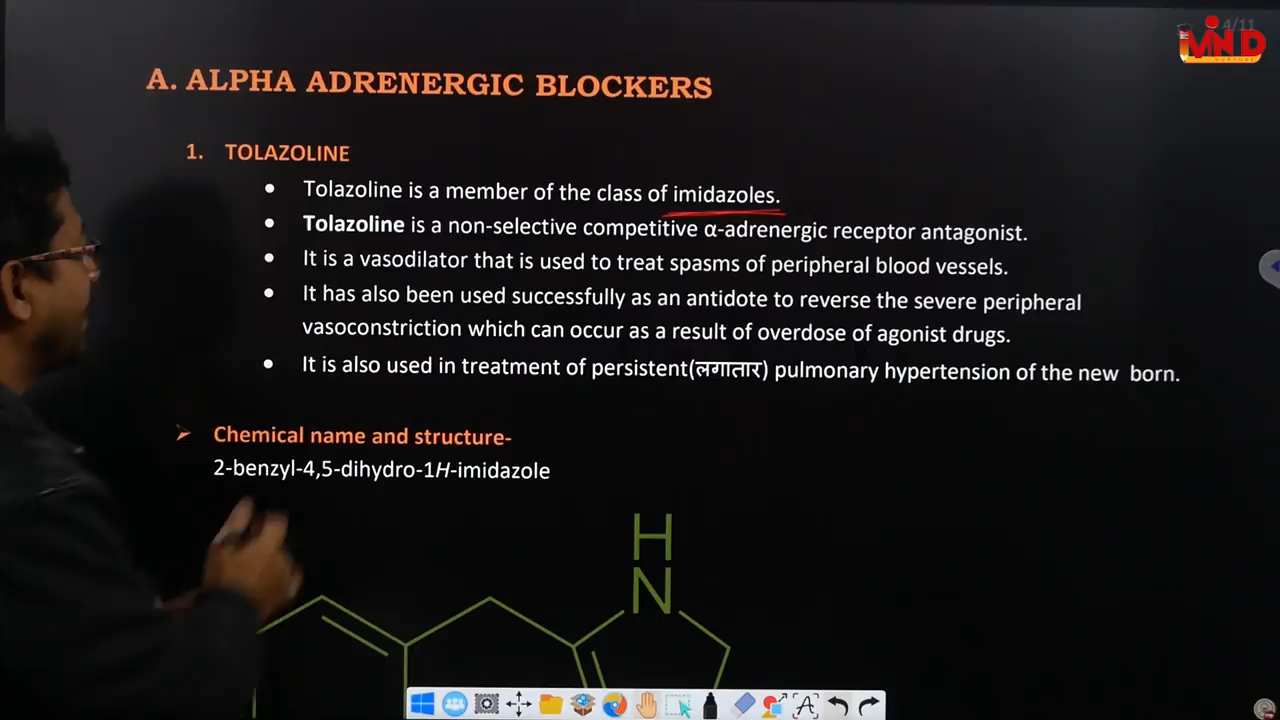 4/11
MIND
A. ALPHA ADRENERGIC BLOCKERS
1. TOLAZOLINE
• Tolazoline is a member of the class of imidazoles.
• Tolazoline is a non-selective competitive α-adrenergic receptor antagonist.
• It is a vasodilator that is used to treat spasms of peripheral blood vessels.
• It has also been used successfully as an antidote to reverse the severe peripheral
vasoconstriction which can occur as a result of overdose of agonist drugs.
• It is also used in treatment of persistent(लगातार) pulmonary hypertension of the new born.
➢ Chemical name and structure-
2-benzyl-4,5-dihydro-1H-imidazole
H
N
A